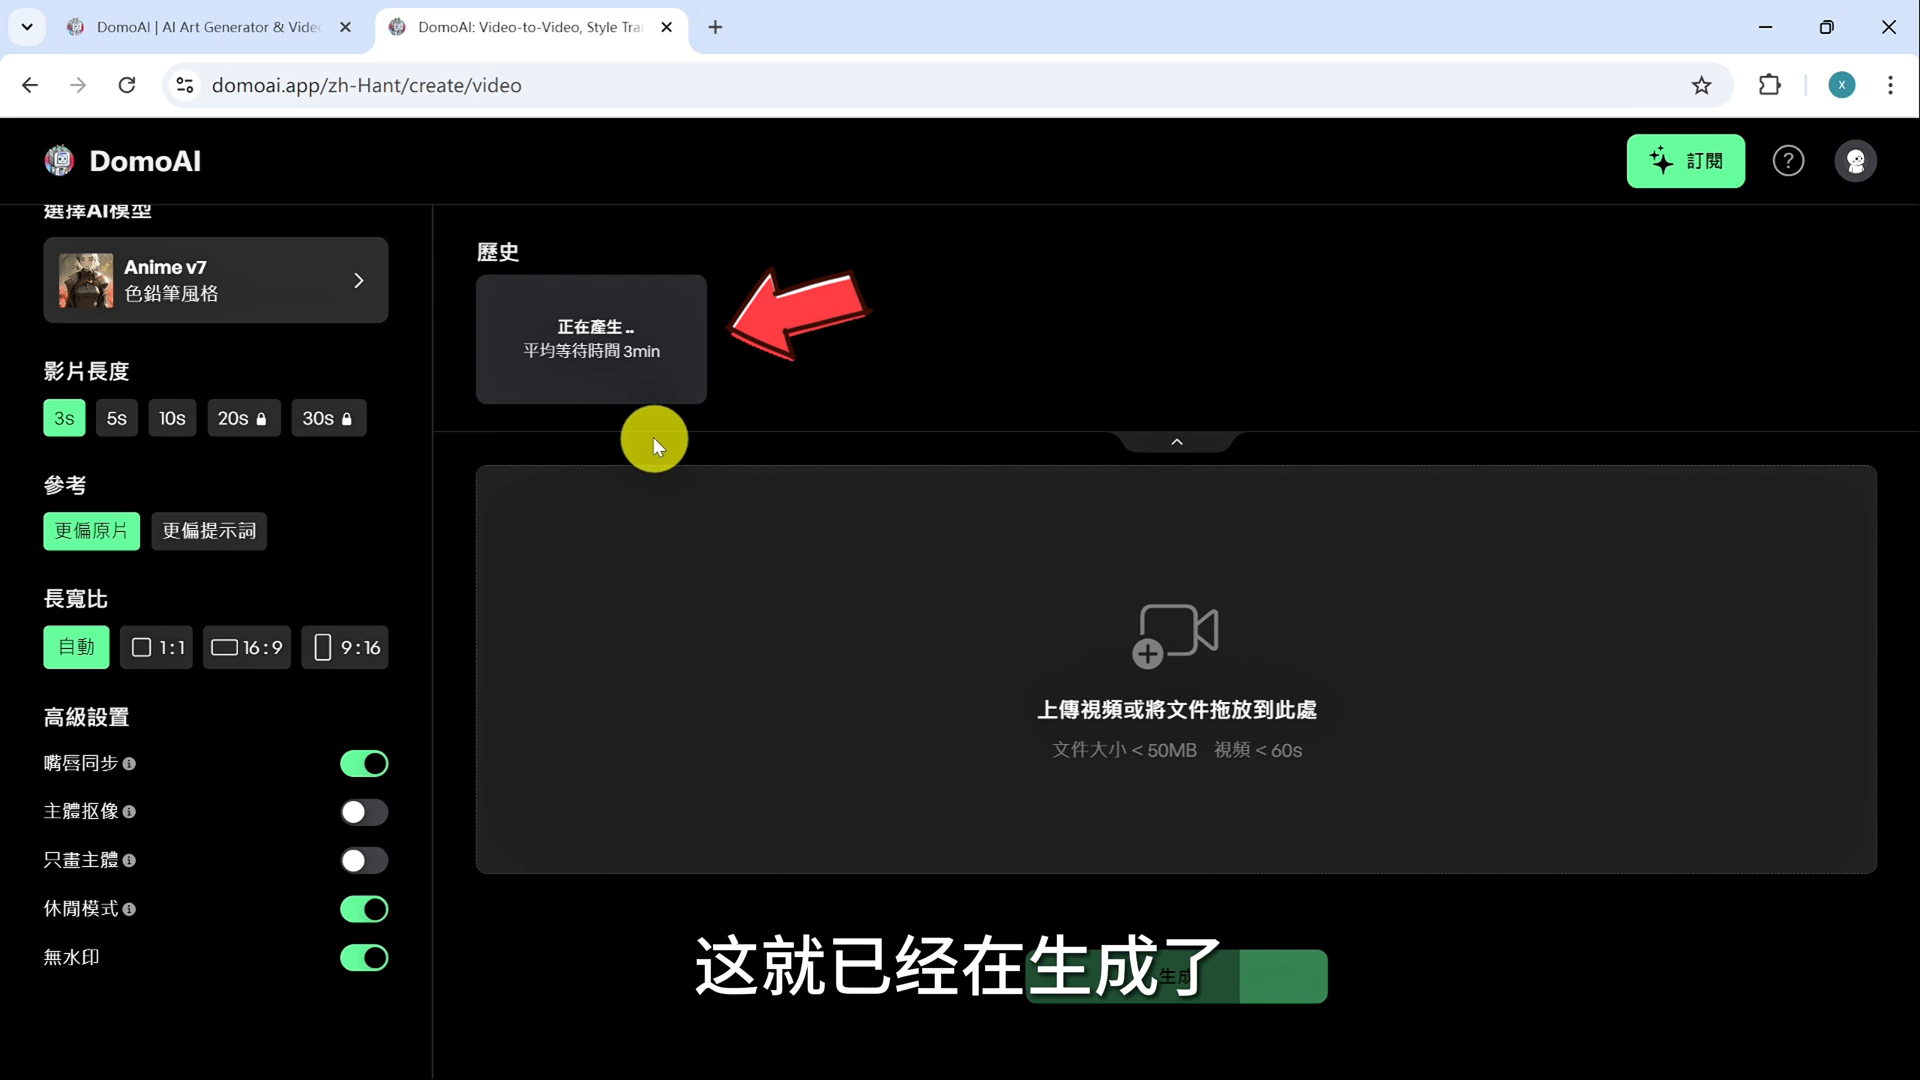 DomoAI | AI Art Generator & Video
DomoAI: Video-to-Video, Style Tra
domoai.app/zh-Hant/create/video
X
DomoAI
訂閱
?
選擇AI模型
Anime v7
色鉛筆風格
影片長度
3s 5s 10s 20s 30s
參考
更偏原片 更偏提示詞
長寬比
自動 1:1 16:9 9:16
高級設置
嘴唇同步
主體抠像
只畫主體
休閒模式
無水印
歷史
正在產生..
平均等待時間 3min
上傳視頻或將文件拖放到此處
文件大小 < 50MB 視頻 < 60s
生成
这就已经在生成了